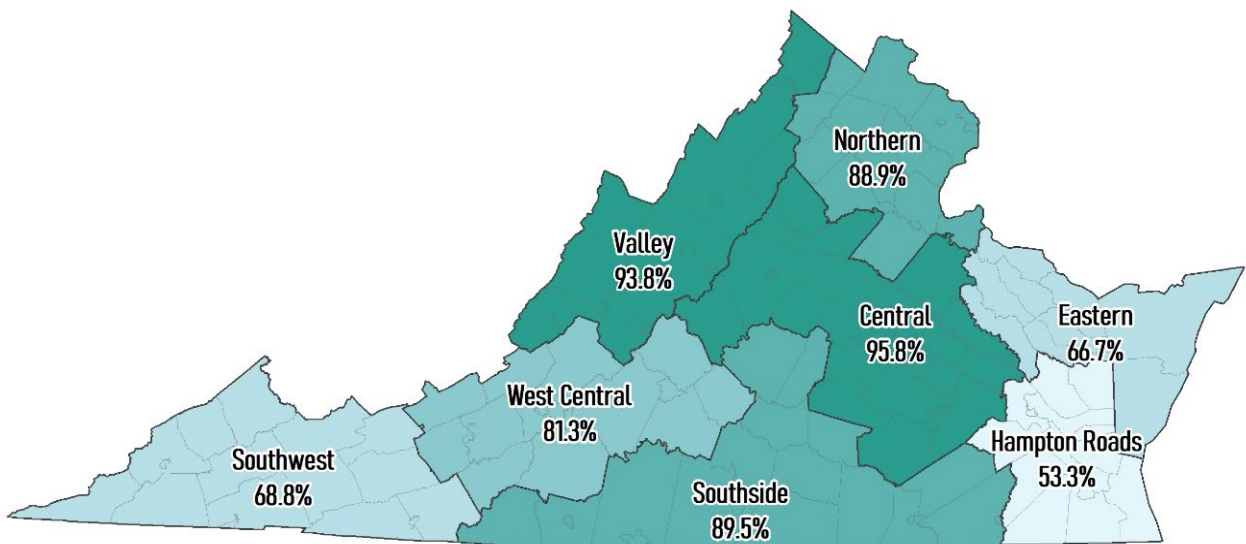 Northern
88.9%
Valley
93.8%
Central
95.8%
Eastern
66.7%
West Central
81.3%
Hampton Roads
53.3%
Southwest
68.8%
Southside
89.5%